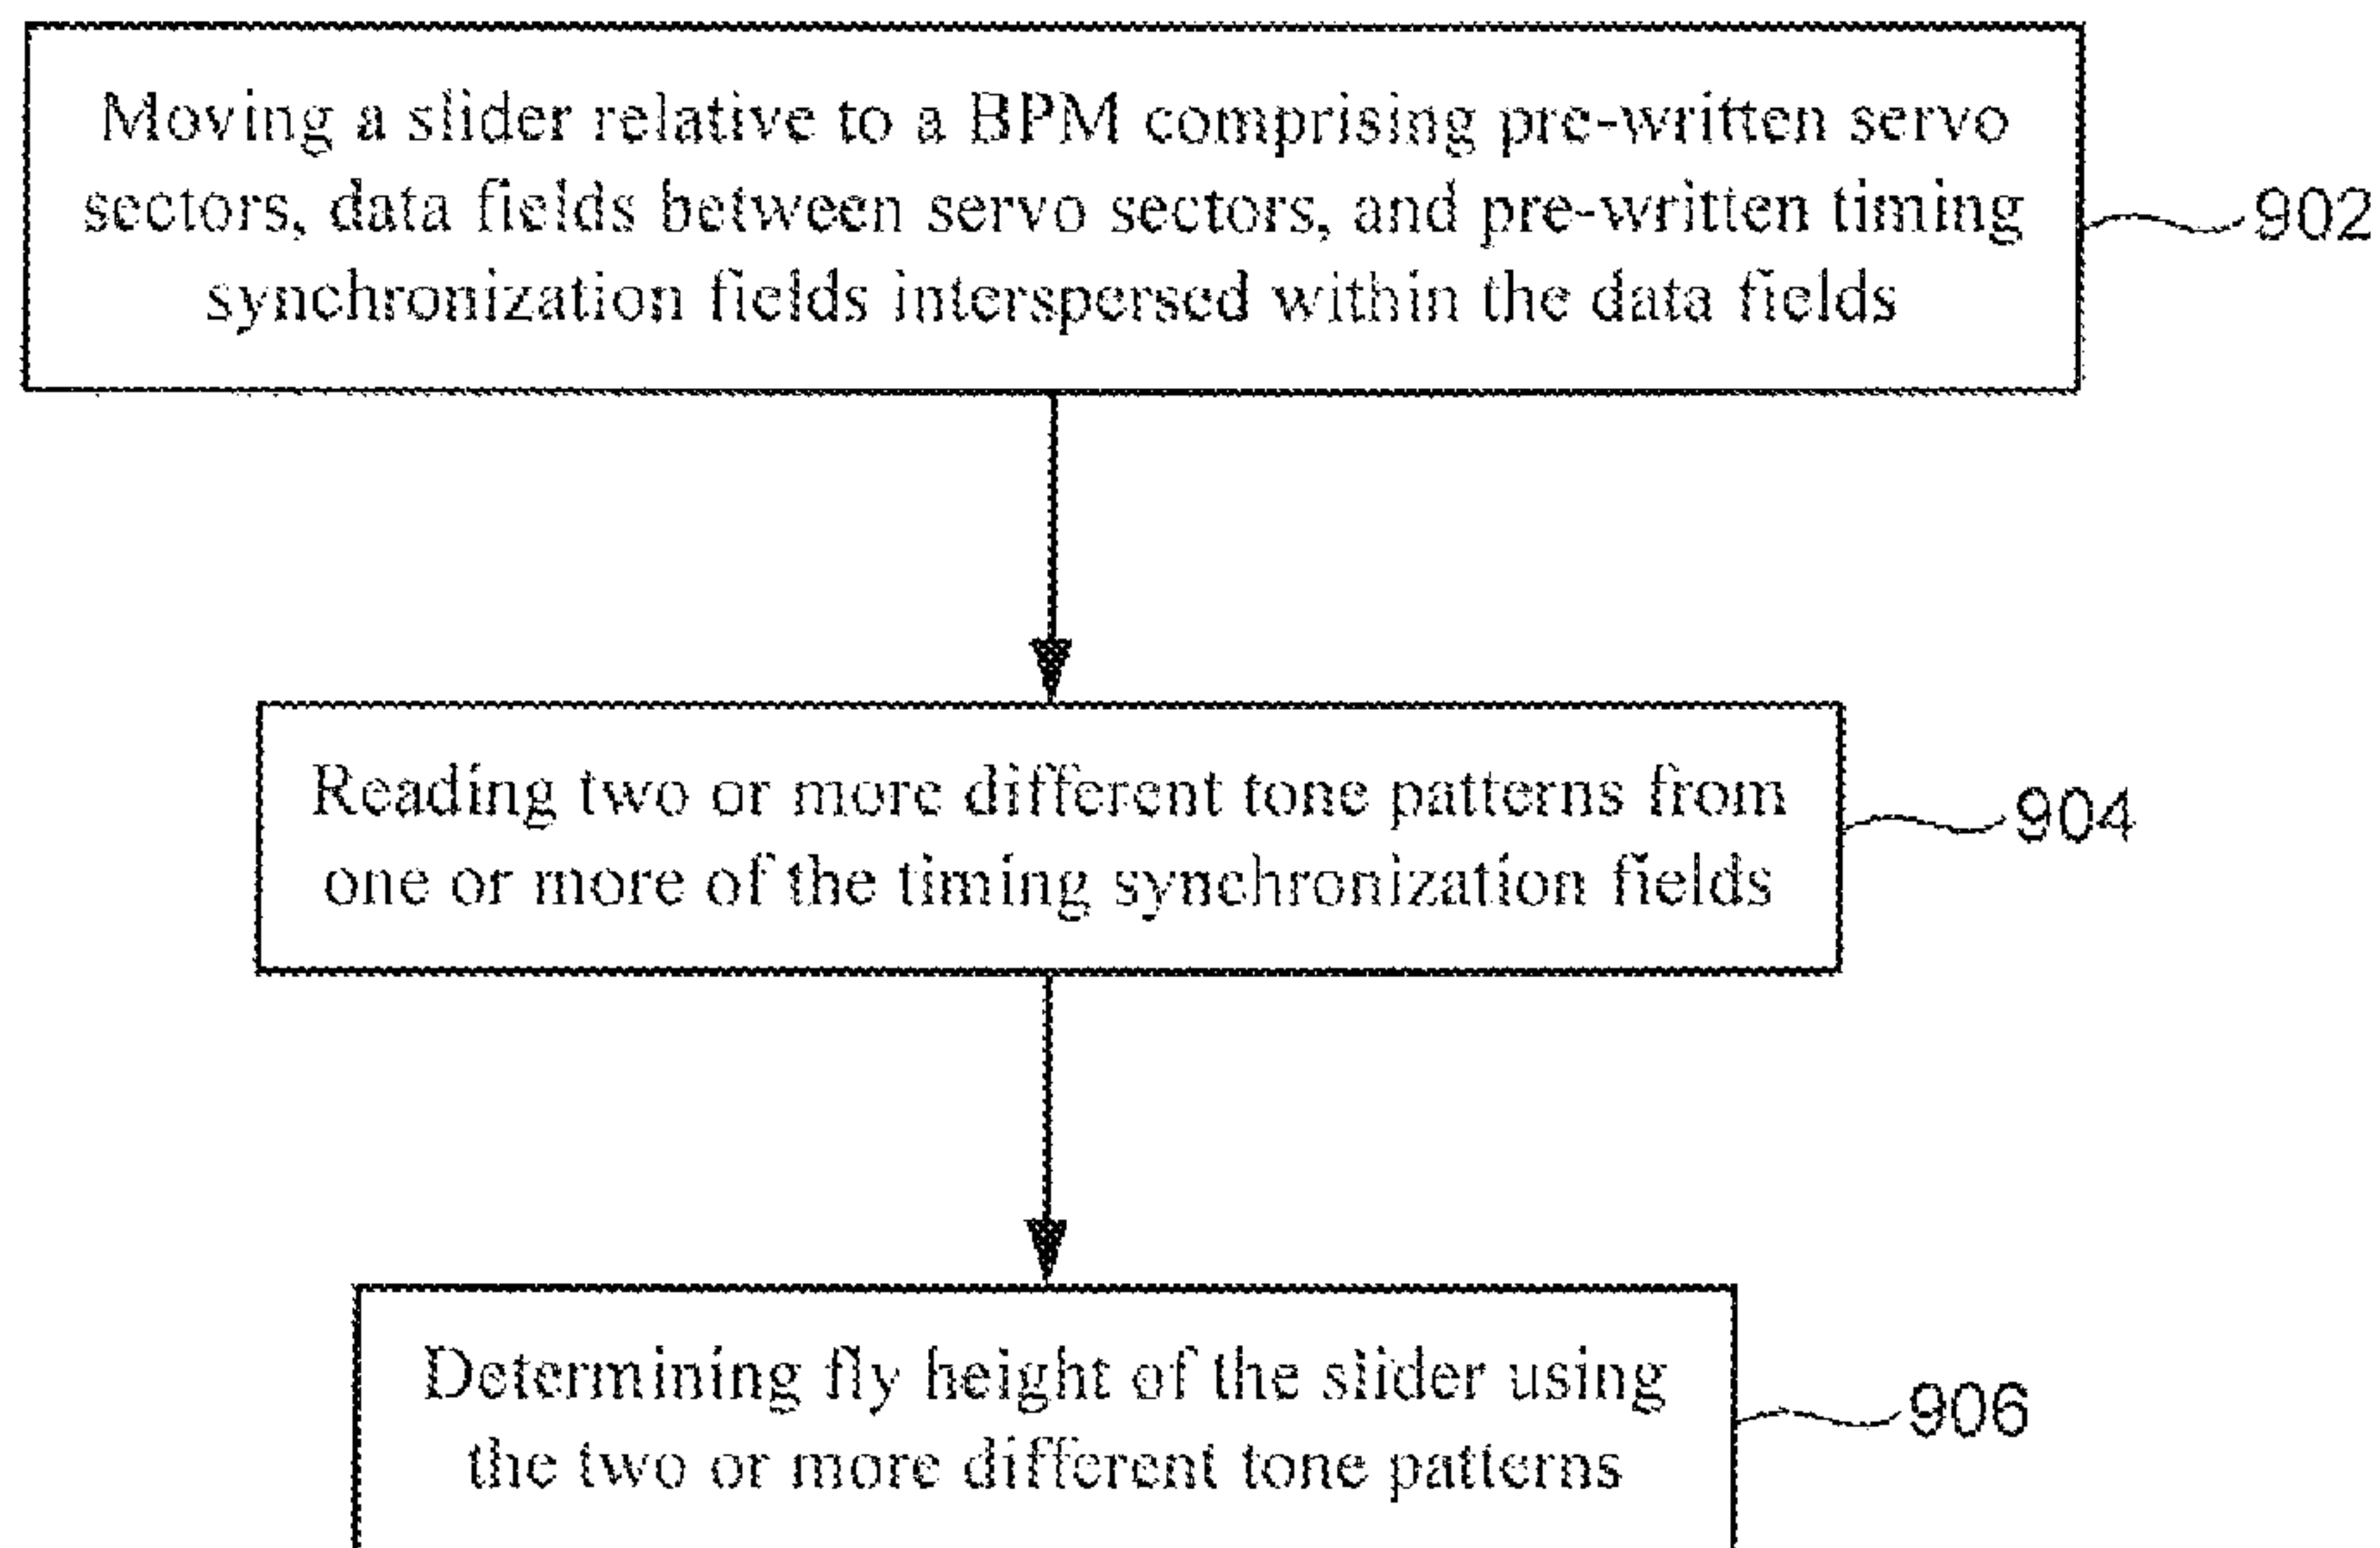 Moving a slider relative to a BPM comprising pre-written servo
sectors, data fields between servo sectors, and pre-written timing
synchronization fields interspersed within the data fields
902
Reading two or more different tone patterns from
one or more of the timing synchronization fields
904
Determining fly height of the slider using
the two or more different tone patterns
906